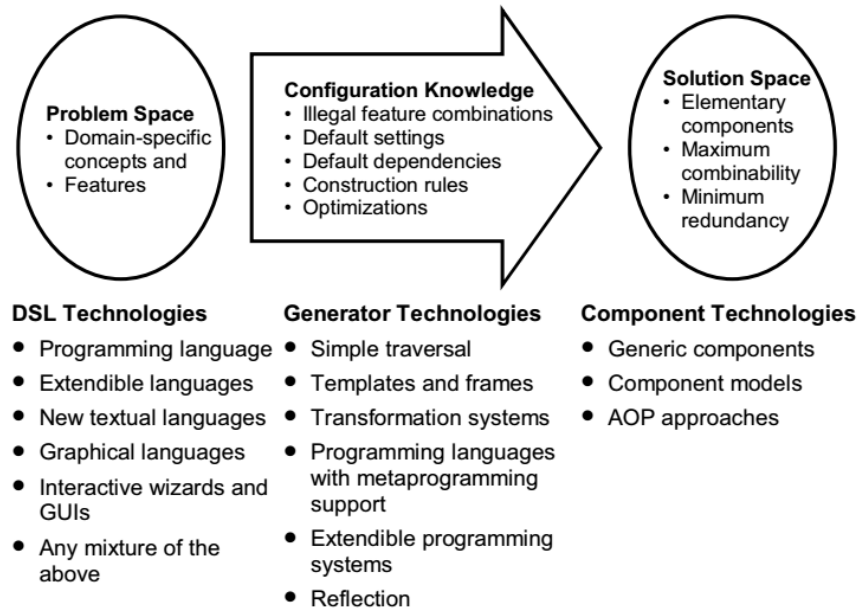 Problem Space
• Domain-specific
concepts and
• Features
Configuration Knowledge
• Illegal feature combinations
• Default settings
• Default dependencies
• Construction rules
• Optimizations
Solution Space
• Elementary
components
• Maximum
combinability
• Minimum
redundancy
DSL Technologies
• Programming language
• Extendible languages
• New textual languages
• Graphical languages
• Interactive wizards and
GUIs
• Any mixture of the
above
Generator Technologies
• Simple traversal
• Templates and frames
• Transformation systems
• Programming languages
with metaprogramming
support
• Extendible programming
systems
• Reflection
Component Technologies
• Generic components
• Component models
• AOP approaches